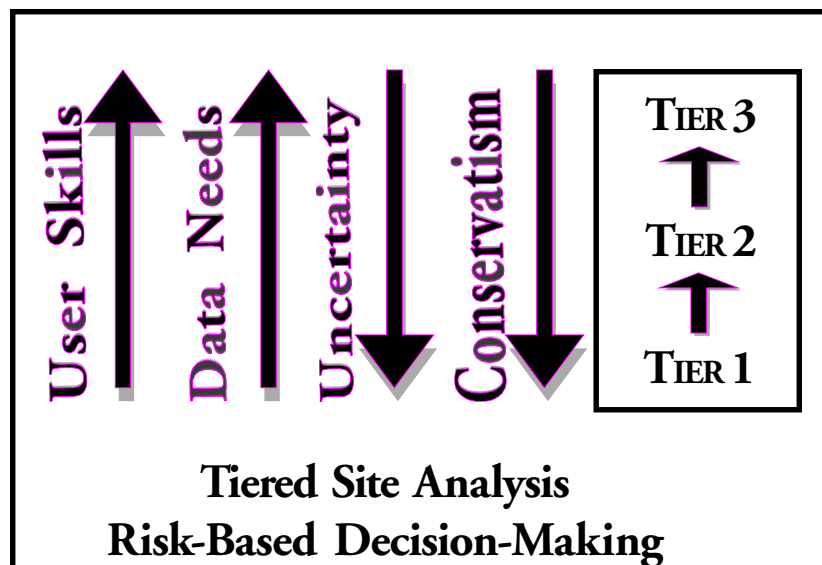 User Skills
Data Needs
Uncertainty
Conservatism
TIER 3
TIER 2
TIER 1
Tiered Site Analysis
Risk-Based Decision-Making